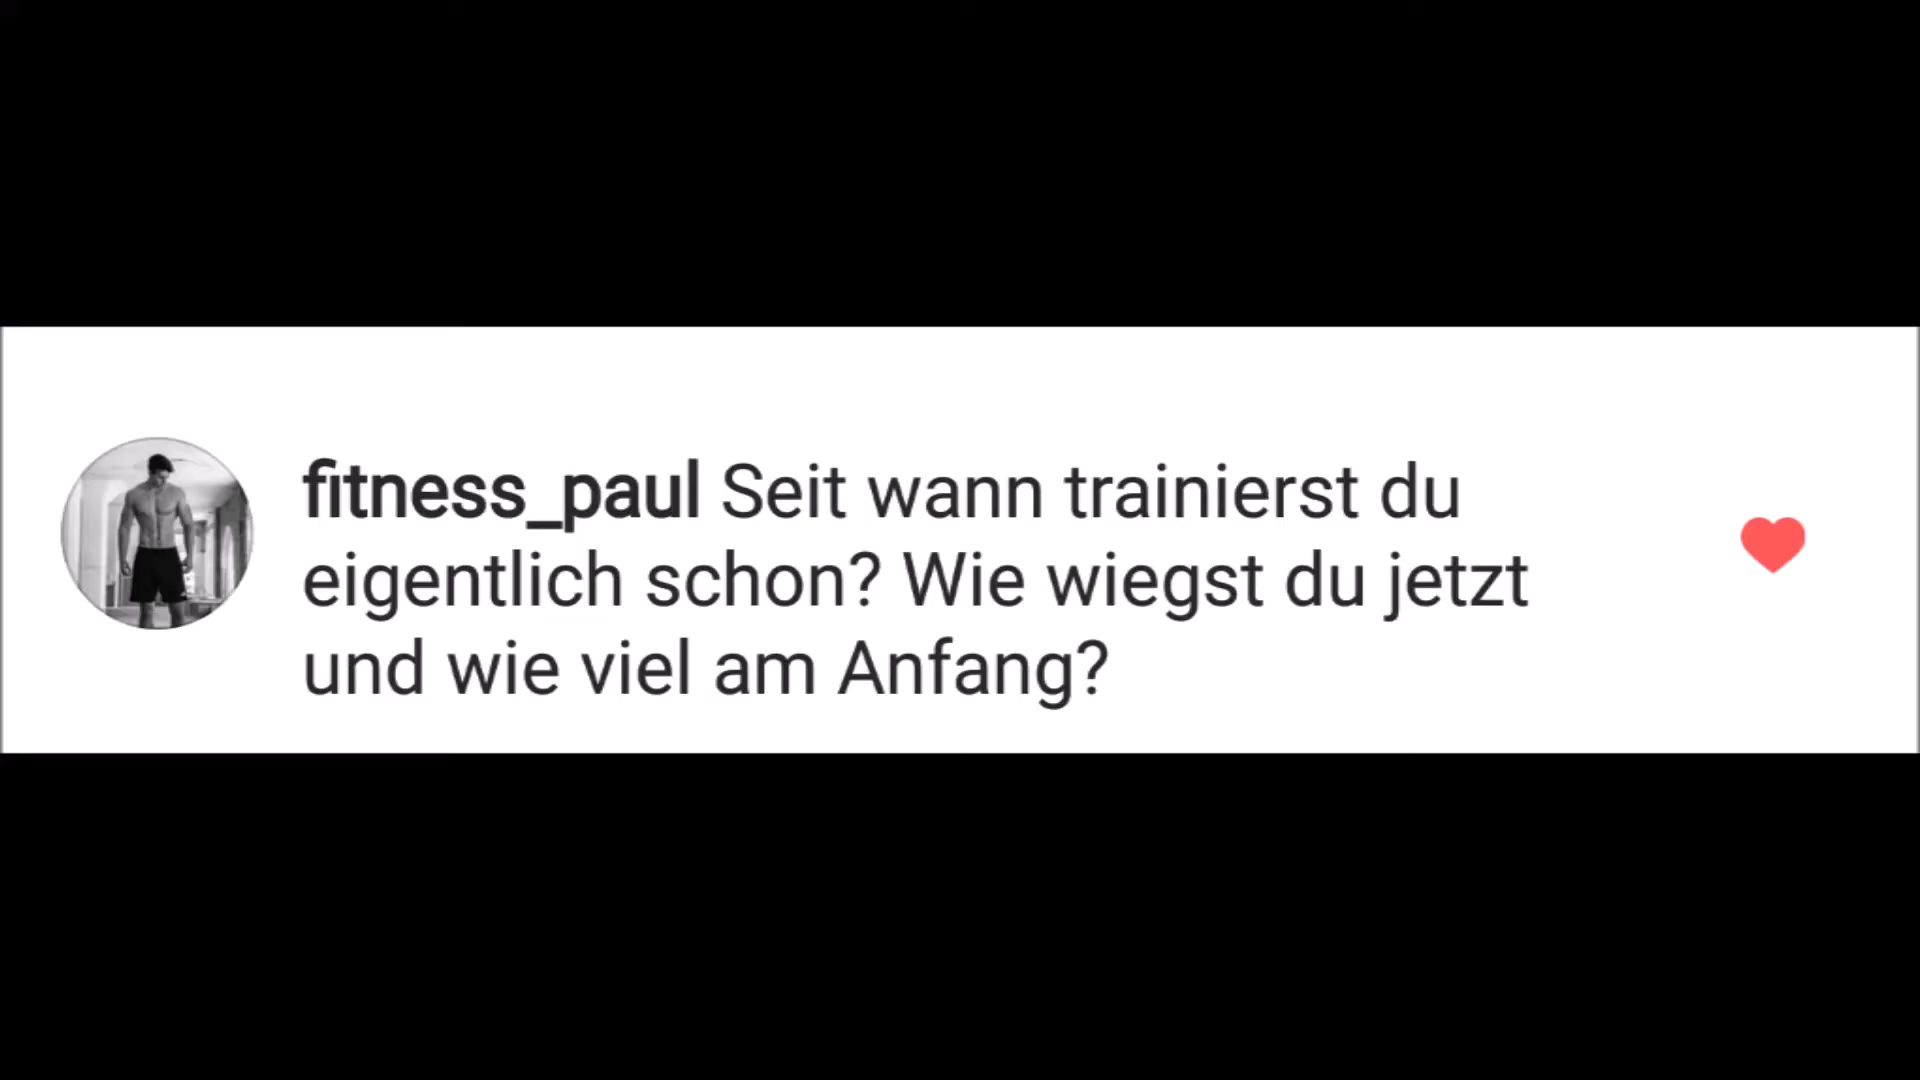 fitness_paul Seit wann trainierst du
eigentlich schon? Wie wiegst du jetzt
und wie viel am Anfang?